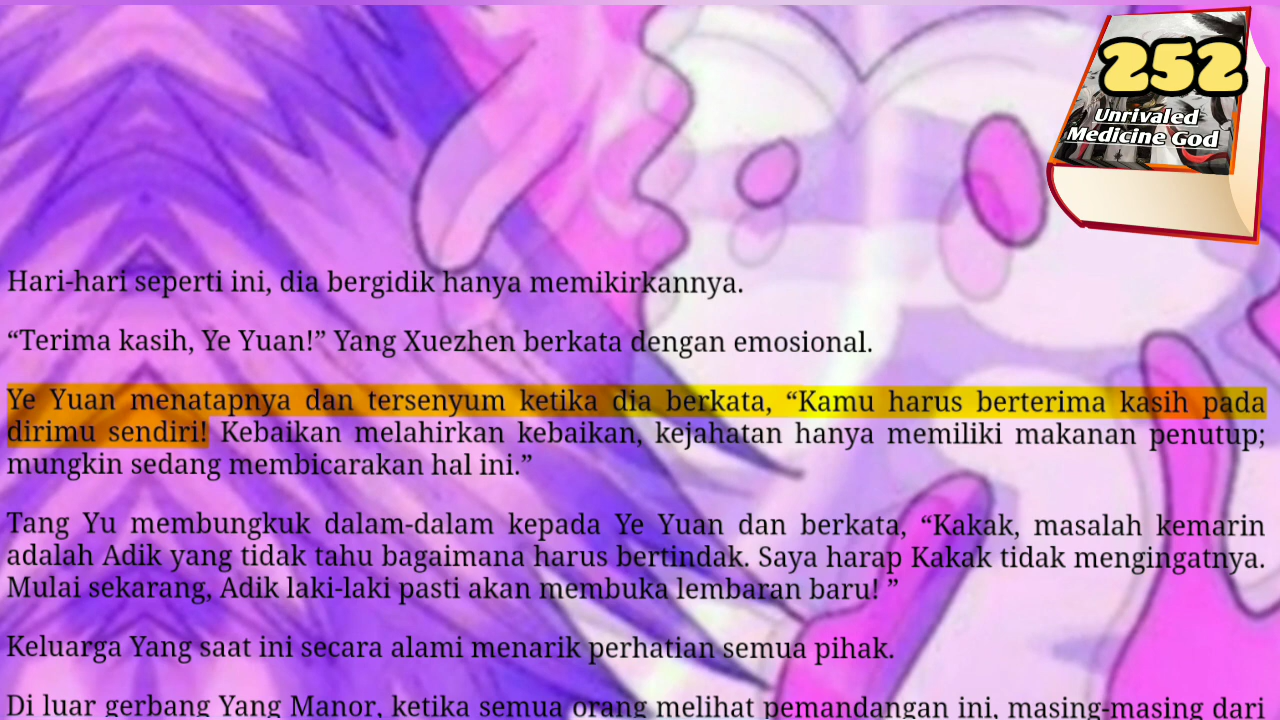 252
Unrivaled
Medicine God
Hari-hari seperti ini, dia bergidik hanya memikirkannya.
“Terima kasih, Ye Yuan!” Yang Xuezhen berkata dengan emosional.
Ye Yuan menatapnya dan tersenyum ketika dia berkata, “Kamu harus berterima kasih pada
dirimu sendiri! Kebaikan melahirkan kebaikan, kejahatan hanya memiliki makanan penutup;
mungkin sedang membicarakan hal ini.”
Tang Yu membungkuk dalam-dalam kepada Ye Yuan dan berkata, “Kakak, masalah kemarin
adalah Adik yang tidak tahu bagaimana harus bertindak. Saya harap Kakak tidak mengingatnya.
Mulai sekarang, Adik laki-laki pasti akan membuka lembaran baru! ”
Keluarga Yang saat ini secara alami menarik perhatian semua pihak.
Di luar gerbang Yang Manor, ketika semua orang melihat pemandangan ini, masing-masing dari